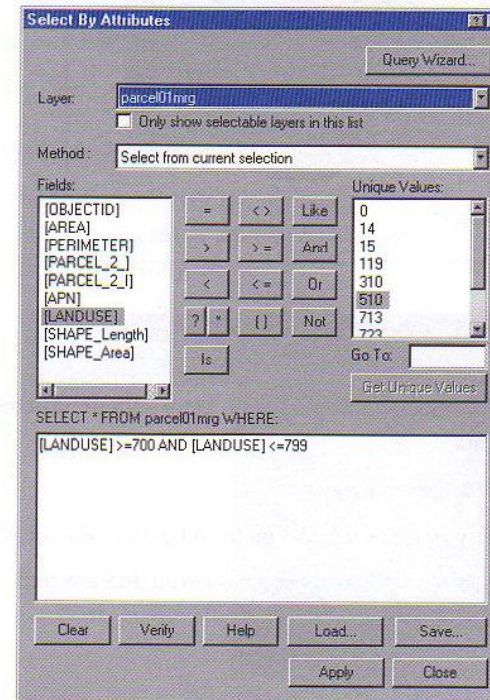 Select By Attributes
Query Wizard...
Layer:
parcel01mrg
Only show selectable layers in this list
Method :
Select from current selection
Fields:
Unique Values:
[OBJECTID]
[AREA]
[PERIMETER]
[PARCEL_2_]
[PARCEL_2_I]
[APN]
[LANDUSE]
[SHAPE_Length]
[SHAPE_Area]
= <> Like
> >= And
< <= Or
? * () Not
Is
0
14
15
119
310
510
713
723
Go To:
Get Unique Values
SELECT * FROM parcel01mrg WHERE:
[LANDUSE] >=700 AND [LANDUSE] <=799
Clear Verify Help Load... Save...
Apply Close